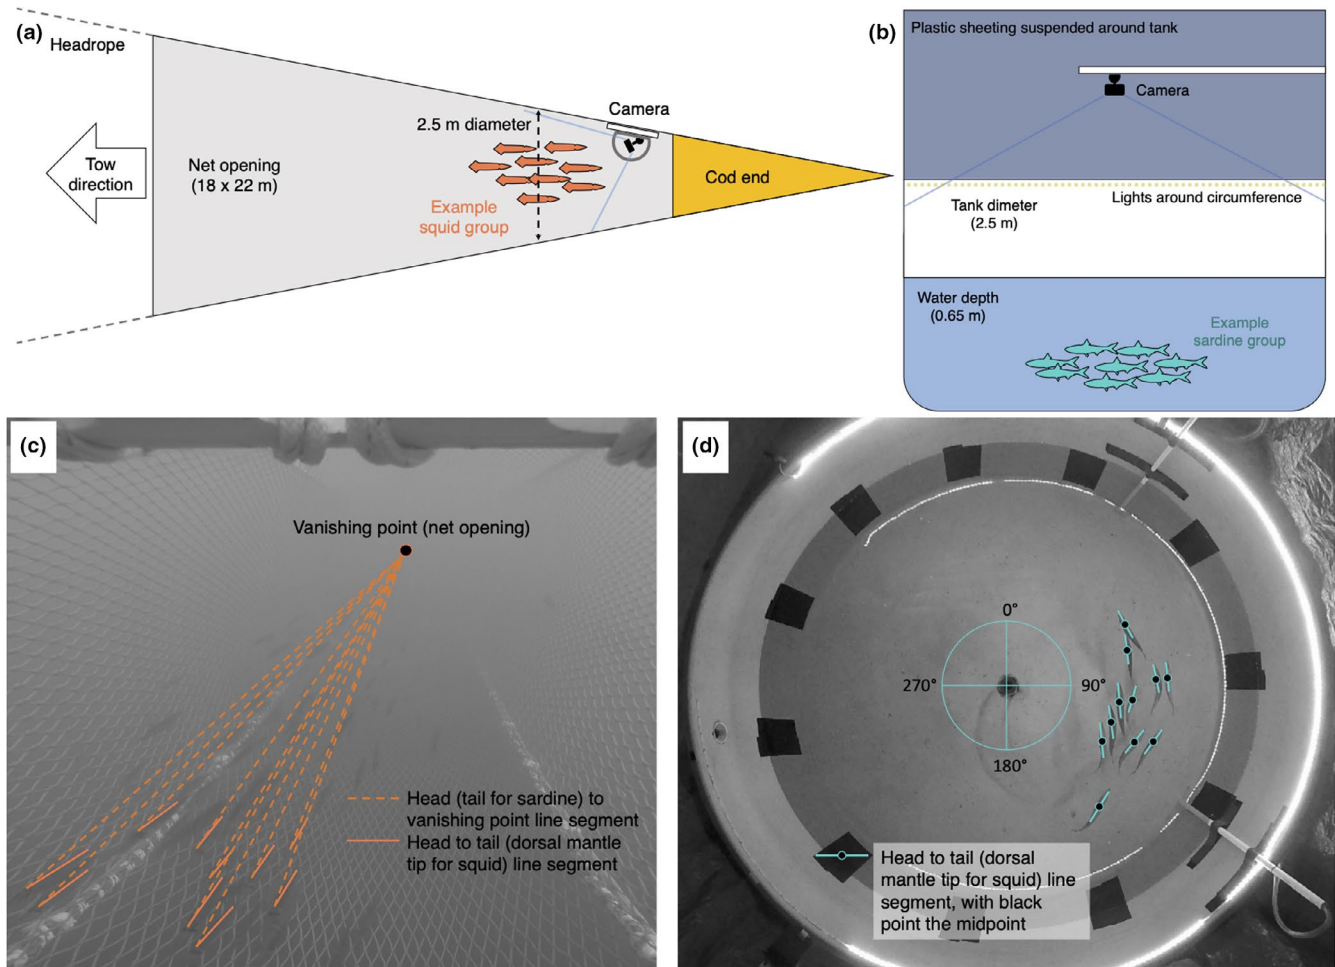 (a)
Headrope
Tow
direction
Net opening
(18 x 22 m)
2.5 m diameter
Camera
Example
squid group
Cod end
(b)
Plastic sheeting suspended around tank
Camera
Lights around circumference
Tank dimeter
(2.5 m)
Water depth
(0.65 m)
Example
sardine group
(c)
Vanishing point (net opening)
Head (tail for sardine) to
vanishing point line segment
Head to tail (dorsal mantle
tip for squid) line segment
(d)
0°
270°
90°
180°
Head to tail (dorsal
mantle tip for squid) line
segment, with black
point the midpoint